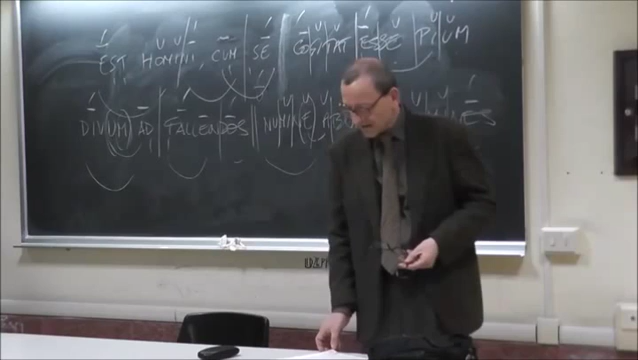 EST HOMINI, CUM SE COGITAT ESSE PIUM
DIVUM AD FALLENDOS NUMINE